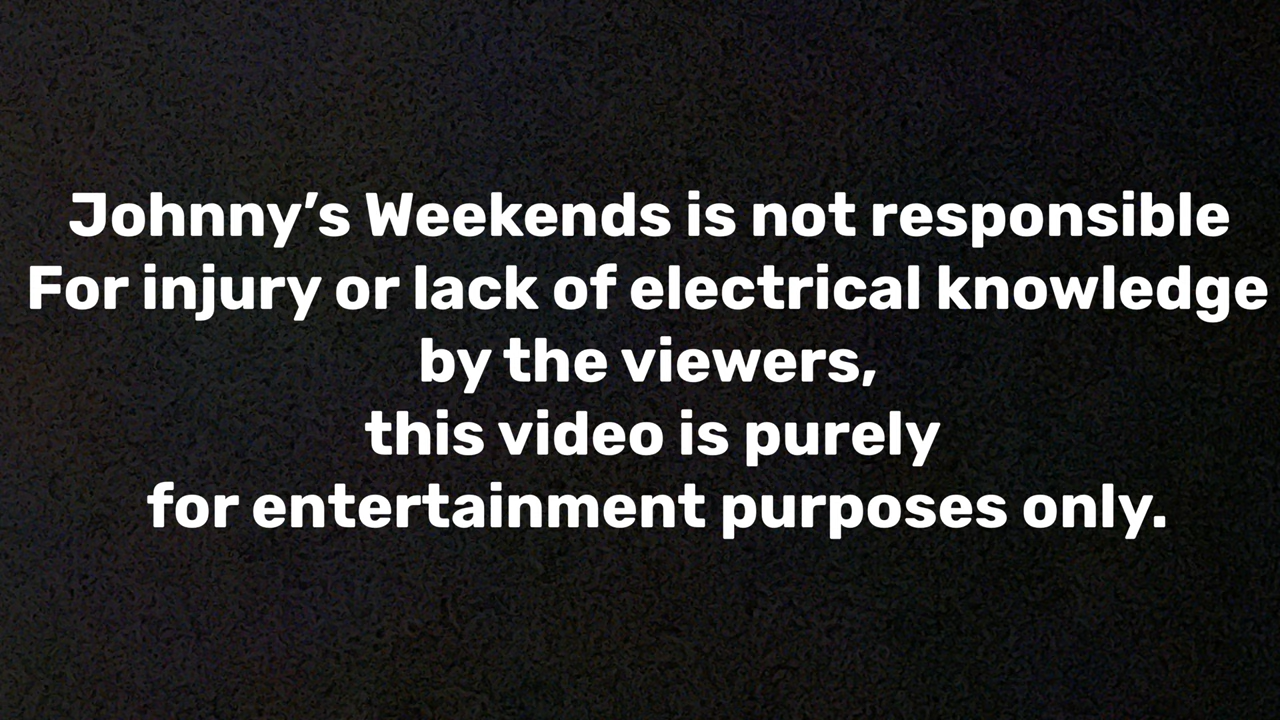 Johnny’s Weekends is not responsible
For injury or lack of electrical knowledge
by the viewers,
this video is purely
for entertainment purposes only.